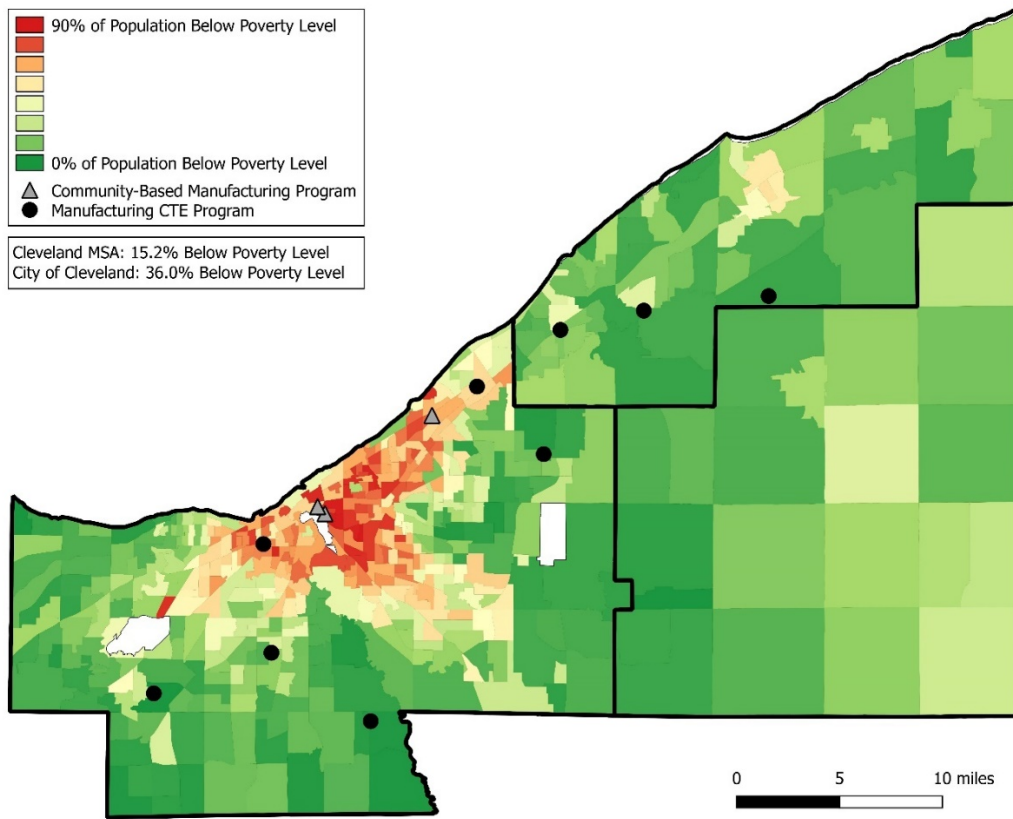 90% of Population Below Poverty Level
0% of Population Below Poverty Level
Community-Based Manufacturing Program
Manufacturing CTE Program
Cleveland MSA: 15.2% Below Poverty Level
City of Cleveland: 36.0% Below Poverty Level
0 5 10 miles